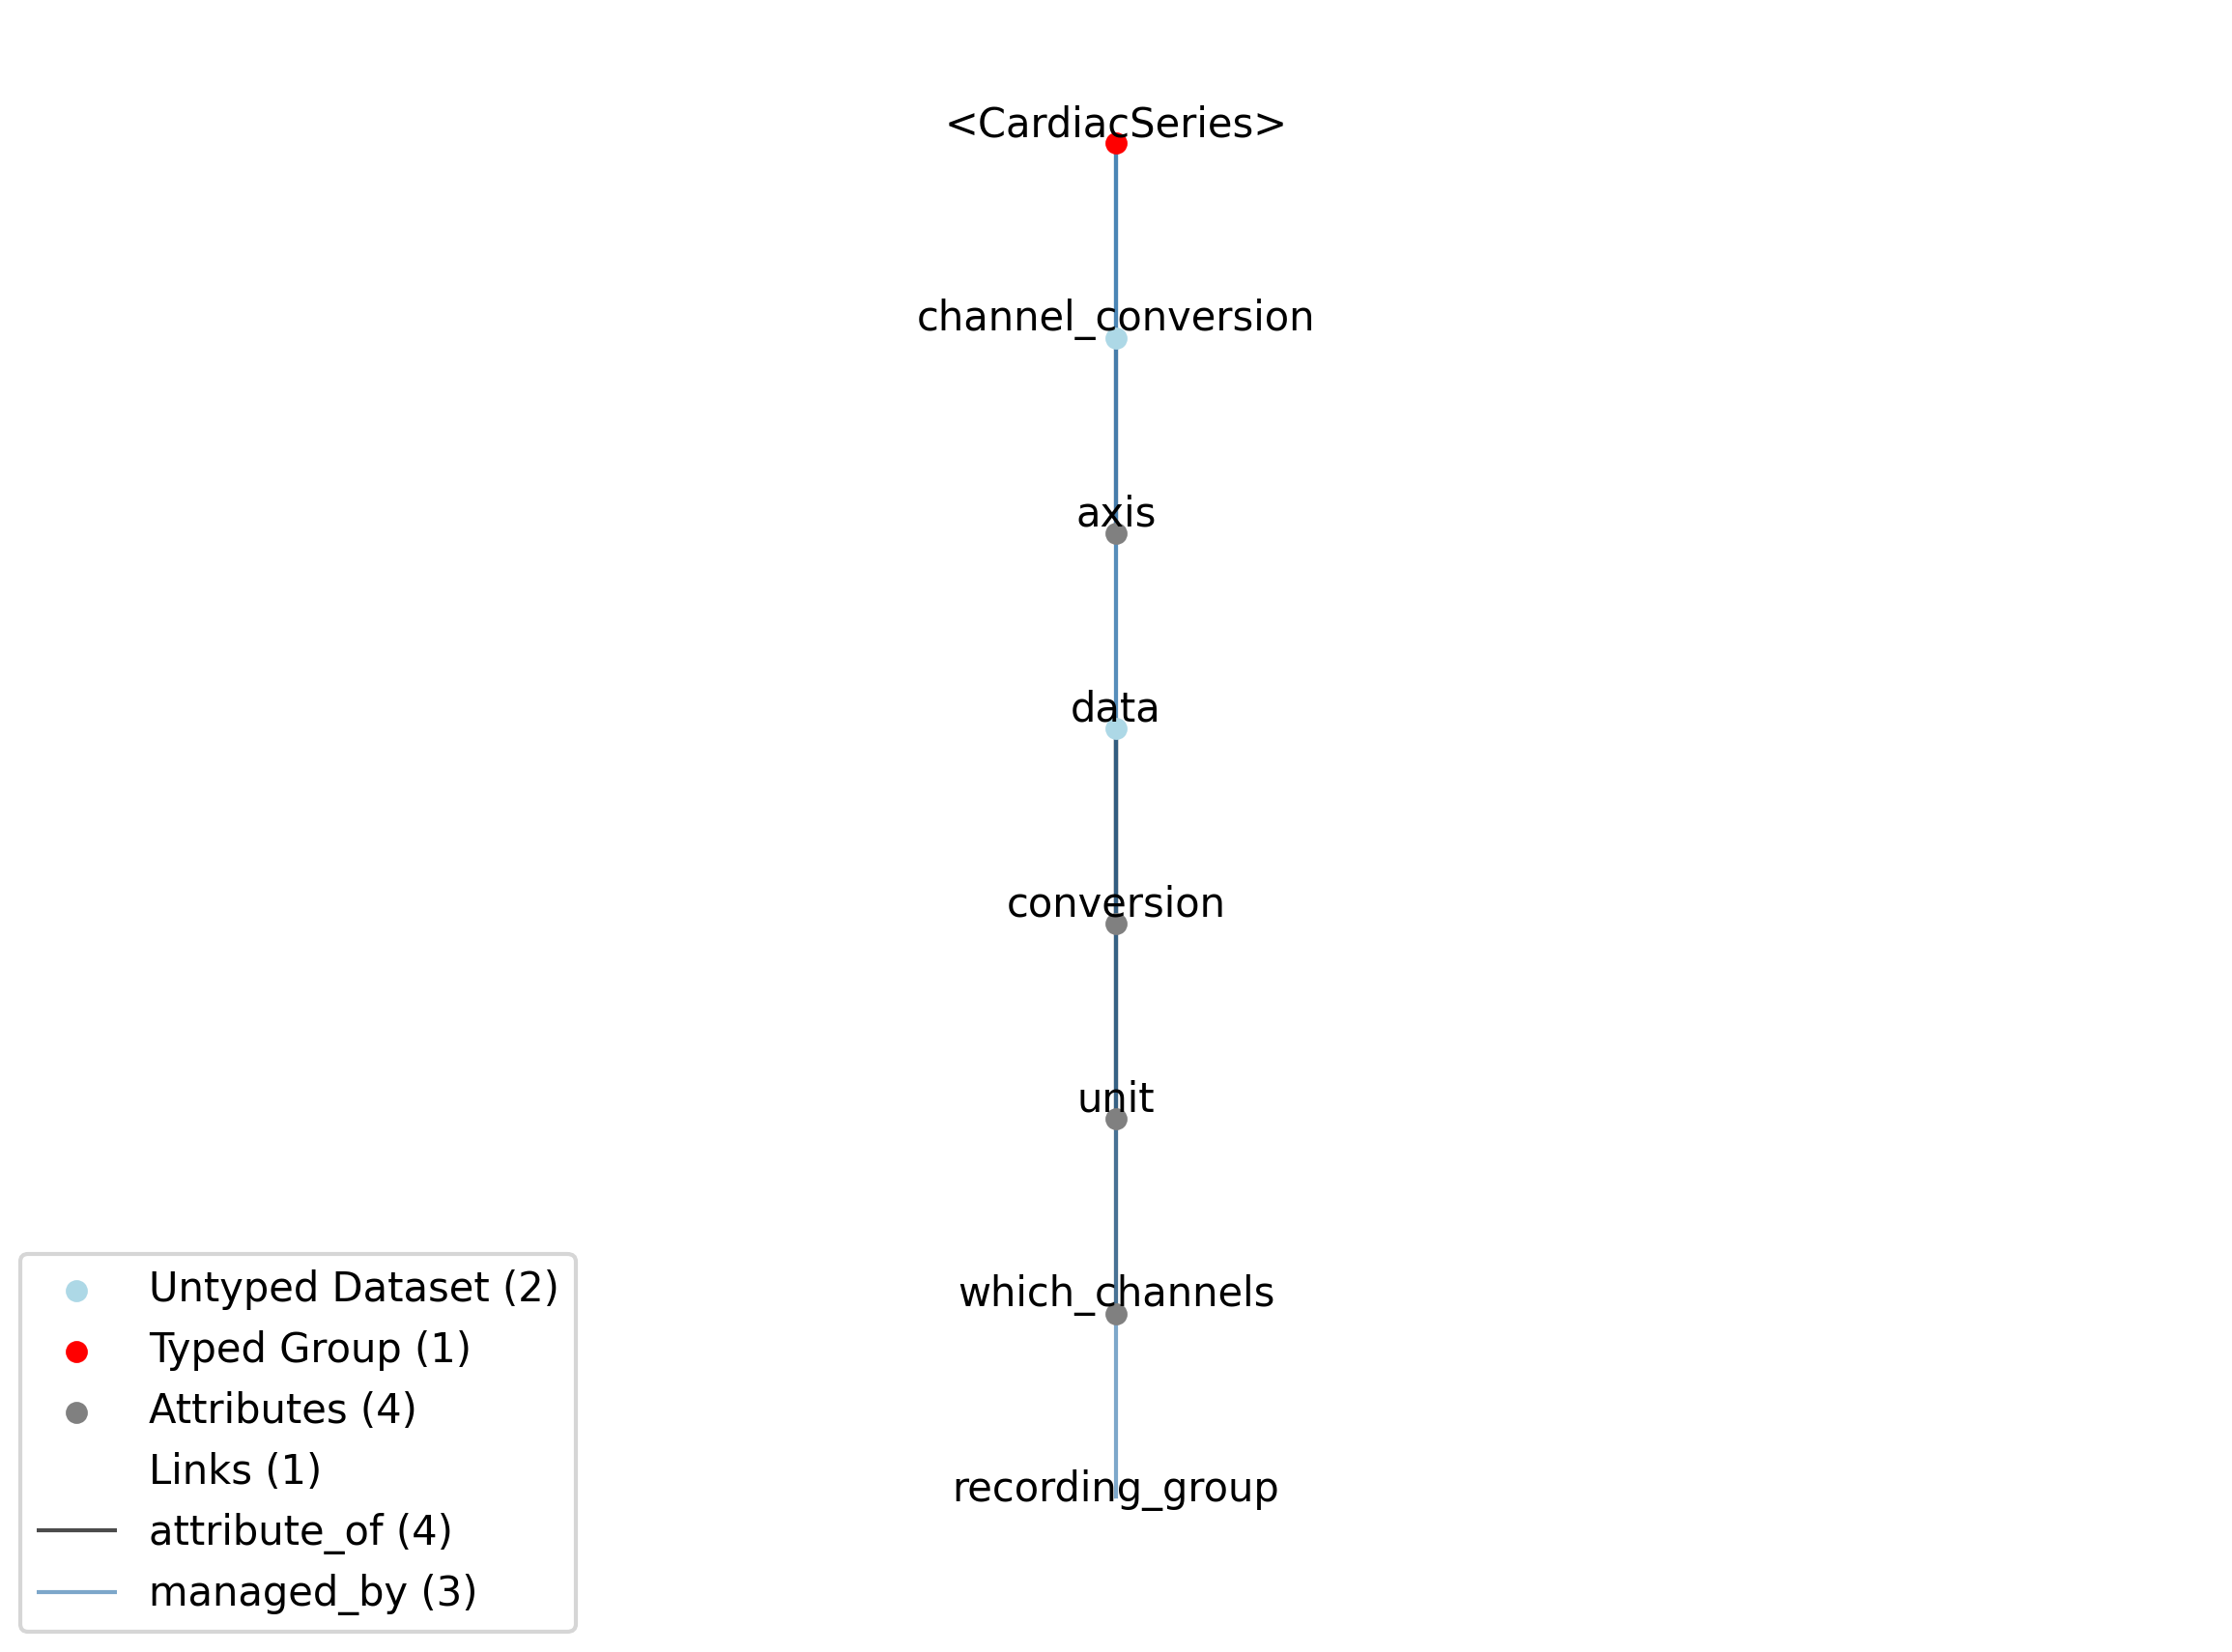 <CardiacSeries>
channel_conversion
axis
data
conversion
unit
which_channels
recording_group
Untyped Dataset (2)
Typed Group (1)
Attributes (4)
Links (1)
attribute_of (4)
managed_by (3)